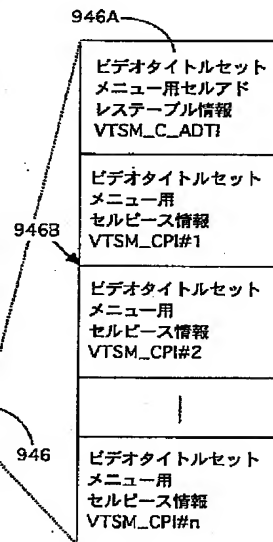 946A
ビデオタイトルセット
メニュー用セルアド
レステーブル情報
VTSM_C_ADTI
ビデオタイトルセット
メニュー用
セルピース情報
VTSM_CPI#1
946B
ビデオタイトルセット
メニュー用
セルピース情報
VTSM_CPI#2
946
ビデオタイトルセット
メニュー用
セルピース情報
VTSM_CPI#n